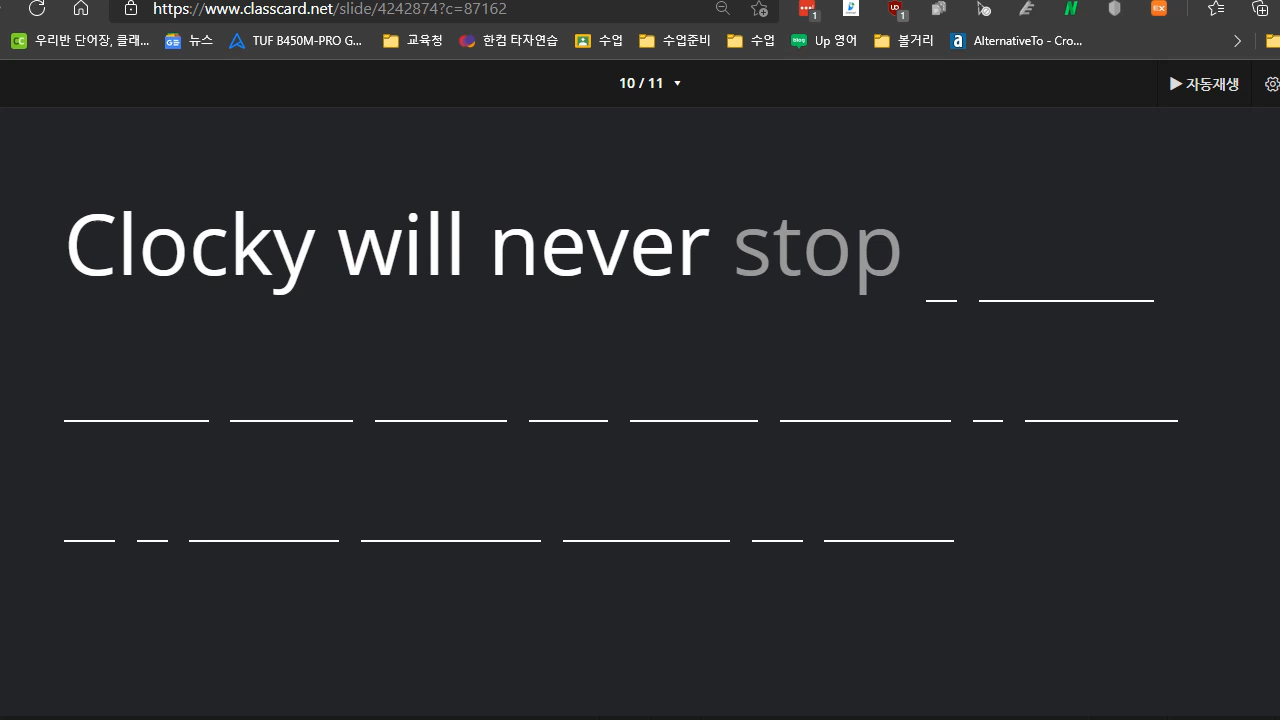 https://www.classcard.net/slide/4242874?c=87162
1 1
우리반 단어장, 클래... 뉴스 TUF B450M-PRO G... 교육청 한컴 타자연습 수업 수업준비 수업 Up 영어 볼거리 AlternativeTo - Cro...
10 / 11 ▼ ▶ 자동재생
Clocky will never stop